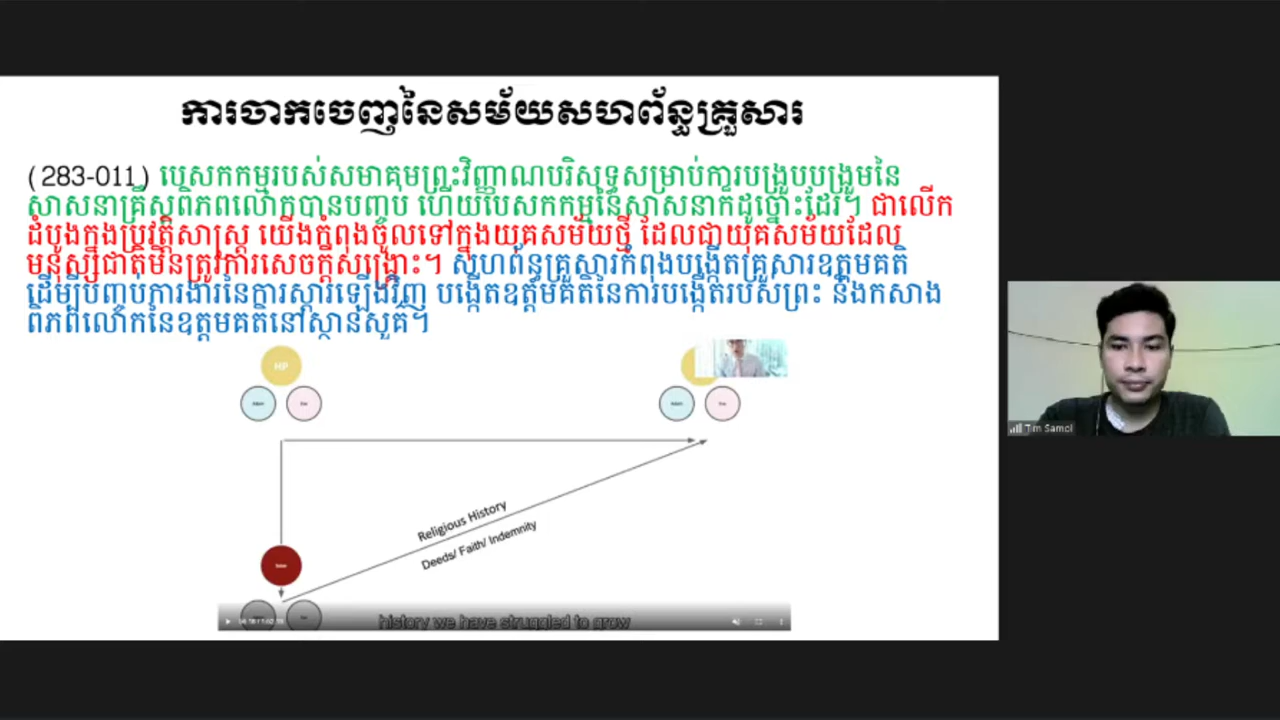 ការចាកចេញនៃសម័យសហព័ន្ធគ្រួសារ
(283-011) បេសកកម្មរបស់សមាគមព្រះវិញ្ញាណបរិសុទ្ធសម្រាប់ការបង្រួបបង្រួមនៃ
សាសនាគ្រឹស្តពិភពលោកបានបញ្ចប់ ហើយបេសកកម្មនៃសាសនាក៏ដូច្នោះដែរ។ ជាលើក
ដំបូងក្នុងប្រវត្តិសាស្ត្រ យើងកំពុងចូលទៅក្នុងយុគសម័យថ្មី ដែលជាយុគសម័យដែល
មនុស្សជាតិមិនត្រូវការសេចក្តីសង្គ្រោះ។ សហព័ន្ធគ្រួសារកំពុងបង្កើតគ្រួសារឧត្តមគតិ
ដើម្បីបញ្ចប់ការងារនៃការស្តារឡើងវិញ បង្កើតឧត្តមគតិនៃការបង្កើតរបស់ព្រះ និងកសាង
ពិភពលោកនៃឧត្តមគតិនៅស្ថានសួគ៌។
HP
Adam
Eve
Adam
Eve
Religious History
Deeds/ Faith/ Indemnity
Satan
history we have struggled to grow
Tim Samol